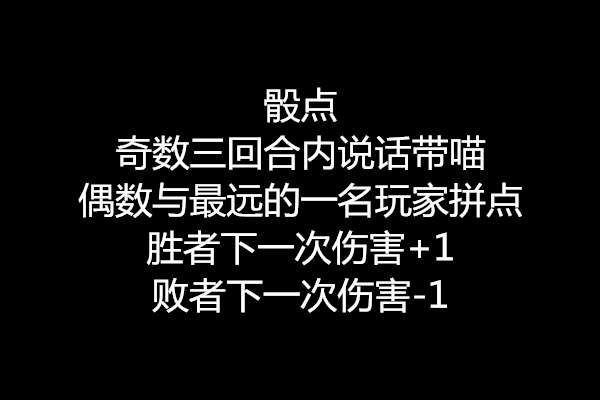 骰点
奇数三回合内说话带喵
偶数与最远的一名玩家拼点
胜者下一次伤害+1
败者下一次伤害-1